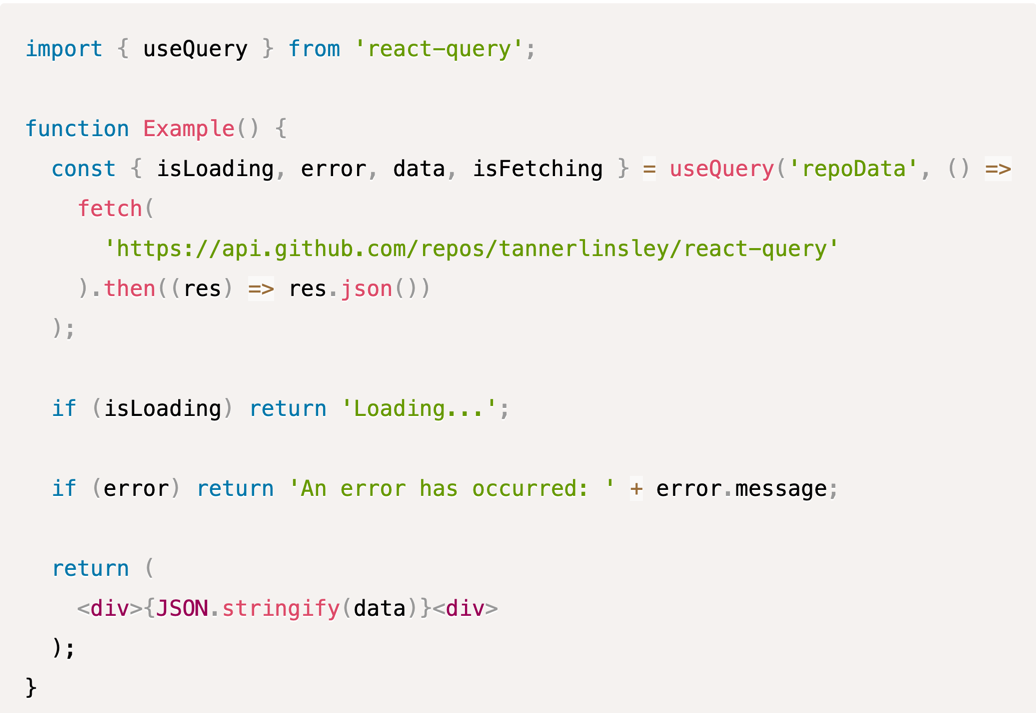 import { useQuery } from 'react-query';
function Example() {
const { isLoading, error, data, isFetching } = useQuery('repoData', () =>
fetch(
'https://api.github.com/repos/tannerlinsley/react-query'
).then((res) => res.json())
);
if (isLoading) return 'Loading...';
if (error) return 'An error has occurred: ' + error.message;
return (
<div>{JSON.stringify(data)}<div>
);
}